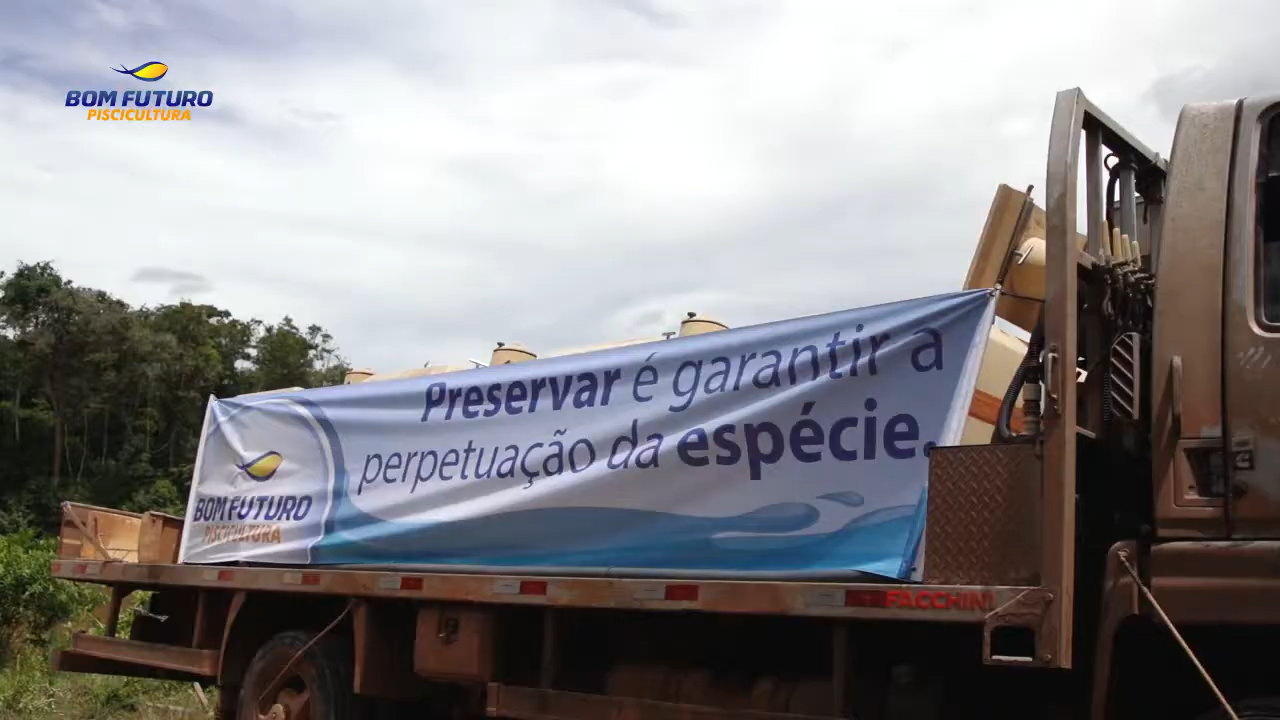 BOM FUTURO
PISCICULTURA
Preservar é garantir a
perpetuação da espécie.
BOM FUTURO
PISCICULTURA
FACCHINI